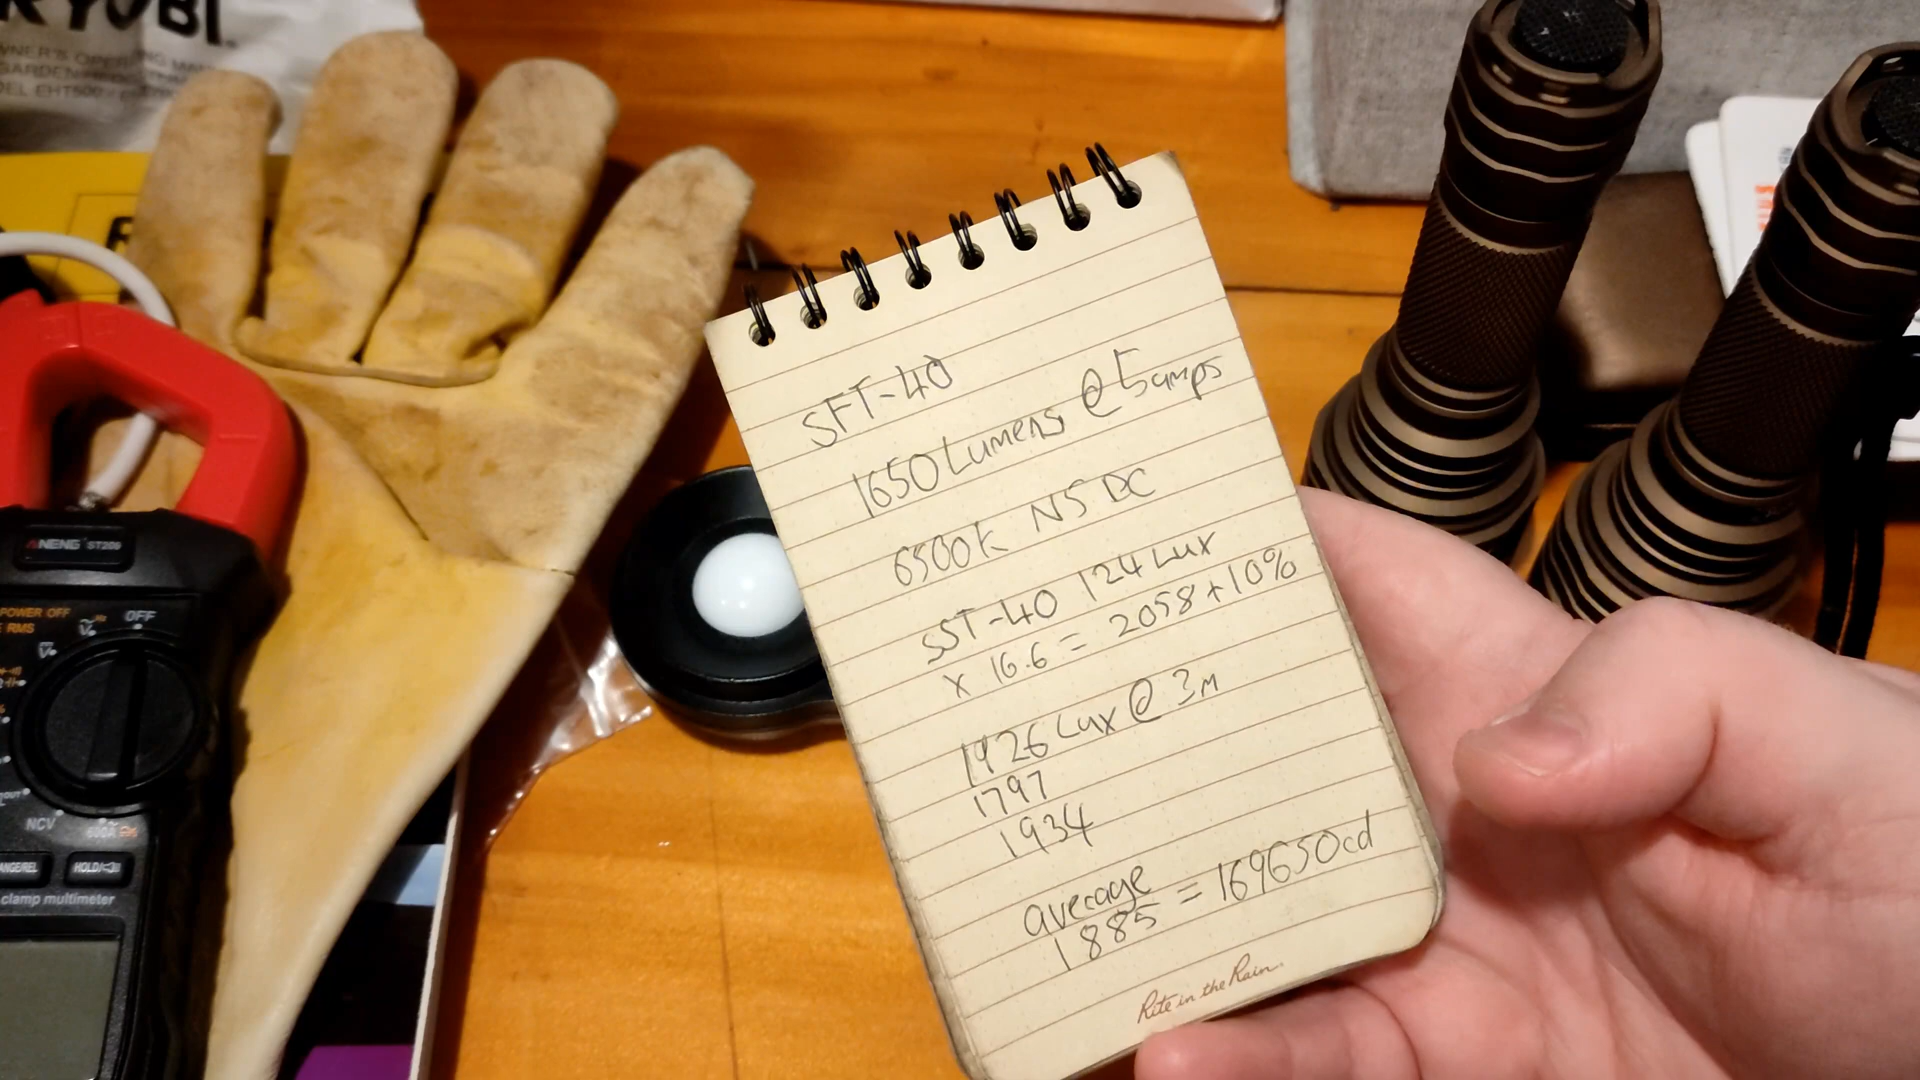 RYOBI
SFT-40
1650 Lumens @ 5amps
6500k N5 DC
SST-40 124 Lux
x 16.6 = 2058 + 10%
1926 Lux @ 3M
1797
1934
average
1885 = 169650cd
Rite in the Rain
ANENG ST209
POWER OFF
RMS
OFF
NCV
600A
HOLD
clamp multimeter